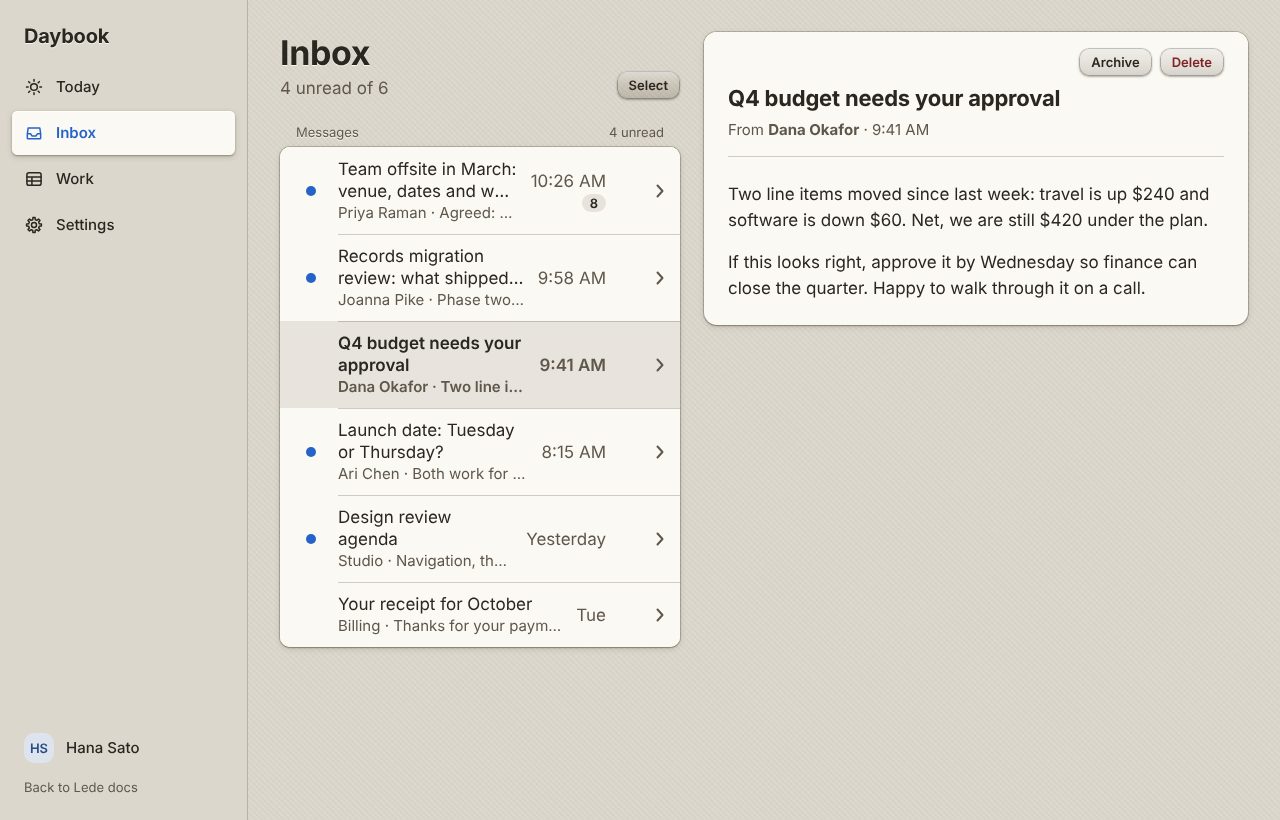 Daybook
Today
Inbox
Work
Settings
HS
Hana Sato
Back to Lede docs
Inbox
4 unread of 6
Select
Messages
4 unread
Team offsite in March:
venue, dates and w…
Priya Raman · Agreed: …
10:26 AM
8
Records migration
review: what shipped…
Joanna Pike · Phase two…
9:58 AM
Q4 budget needs your
approval
Dana Okafor · Two line i…
9:41 AM
Launch date: Tuesday
or Thursday?
Ari Chen · Both work for …
8:15 AM
Design review
agenda
Studio · Navigation, th…
Yesterday
Your receipt for October
Billing · Thanks for your paym…
Tue
Archive
Delete
Q4 budget needs your approval
From Dana Okafor · 9:41 AM
Two line items moved since last week: travel is up $240 and
software is down $60. Net, we are still $420 under the plan.
If this looks right, approve it by Wednesday so finance can
close the quarter. Happy to walk through it on a call.